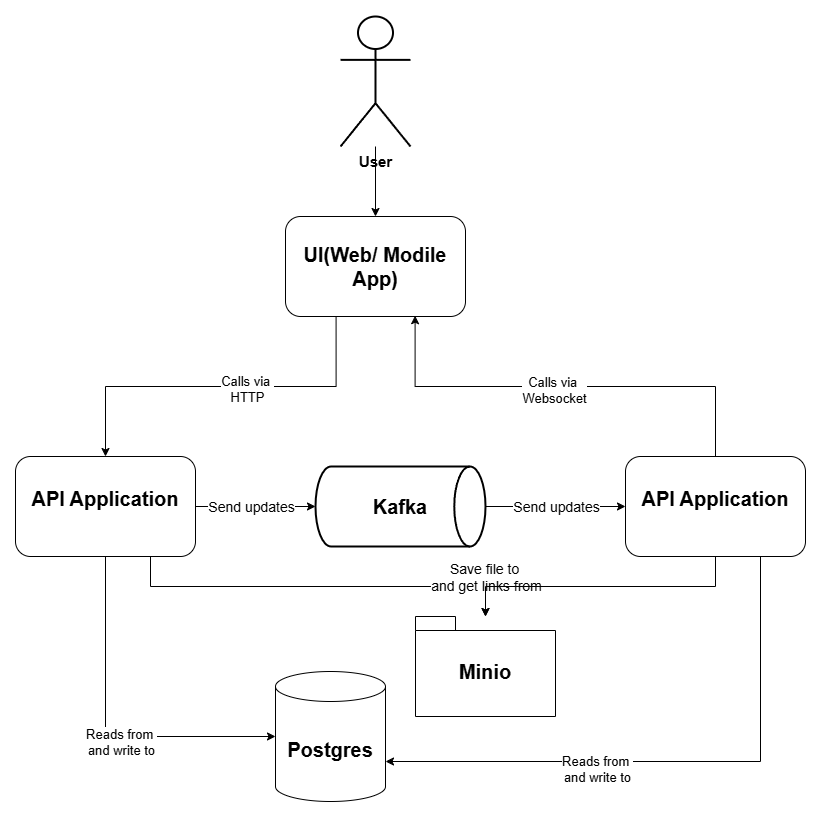 User
UI(Web/ Modile
App)
Calls via
HTTP
Calls via
Websocket
API Application
Send updates
Kafka
Send updates
API Application
Save file to
and get links from
Minio
Reads from
and write to
Postgres
Reads from
and write to